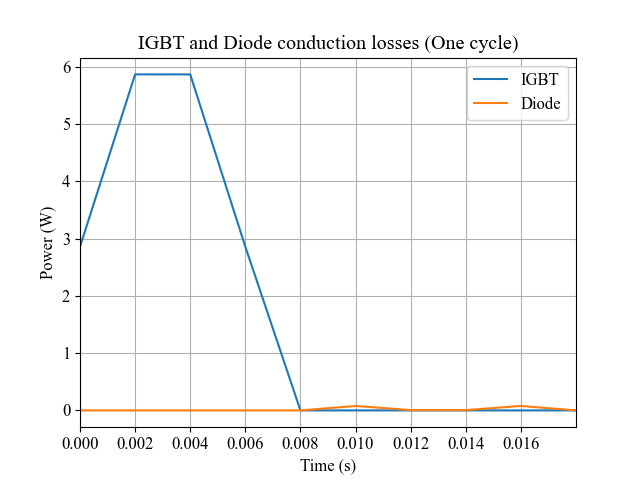 IGBT and Diode conduction losses (One cycle)
IGBT
Diode
Power (W)
6
5
4
3
2
1
0
0.000 0.002 0.004 0.006 0.008 0.010 0.012 0.014 0.016
Time (s)